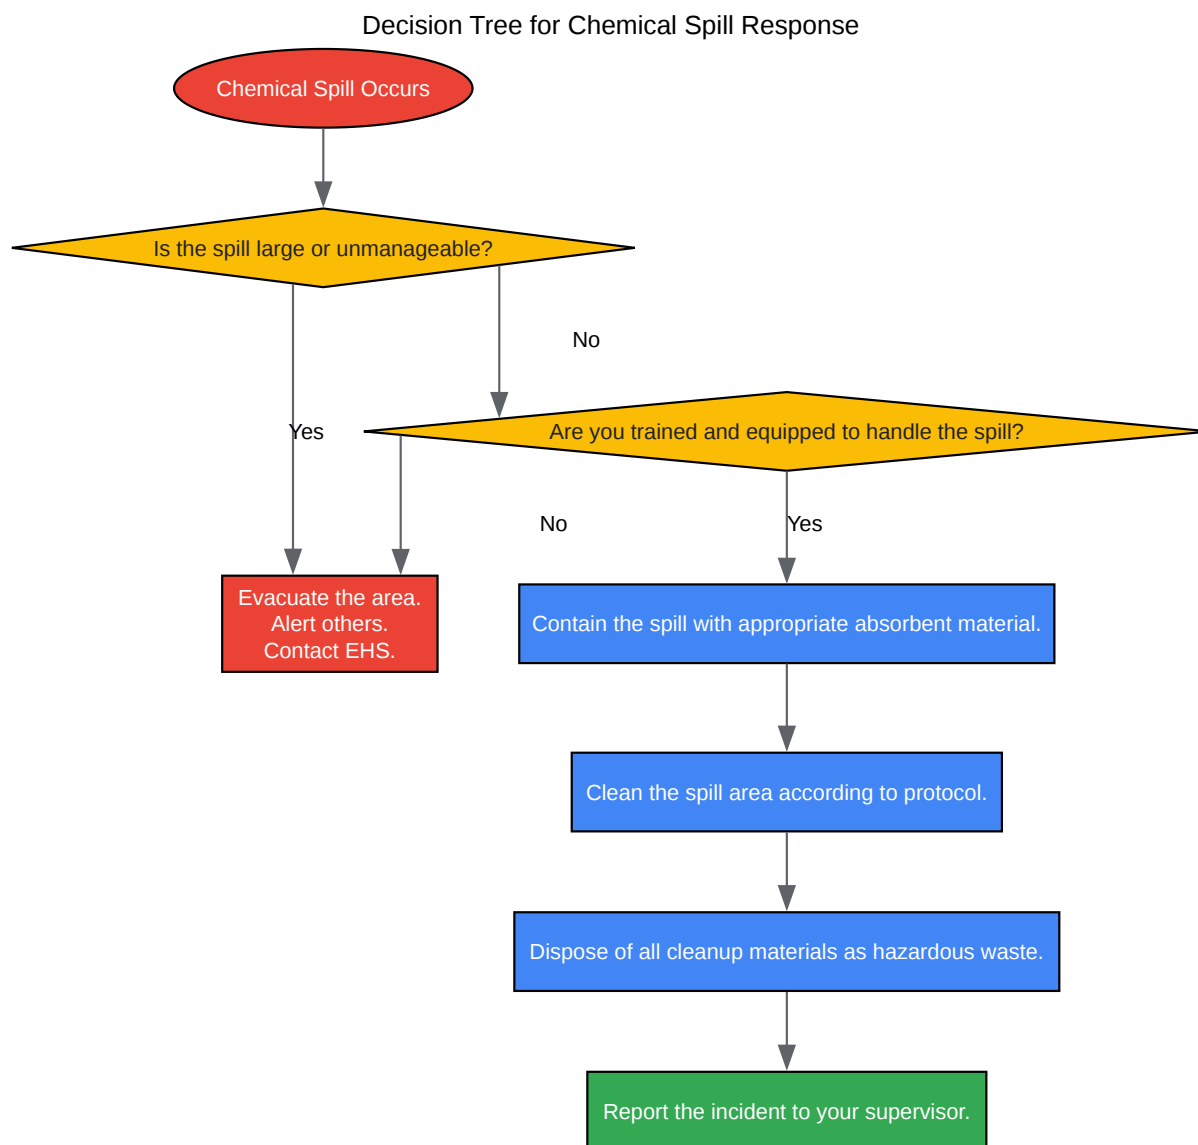 Decision Tree for Chemical Spill Response
Chemical Spill Occurs
Is the spill large or unmanageable?
No
Yes
Are you trained and equipped to handle the spill?
No
Yes
Evacuate the area.
Alert others.
Contact EHS.
Contain the spill with appropriate absorbent material.
Clean the spill area according to protocol.
Dispose of all cleanup materials as hazardous waste.
Report the incident to your supervisor.